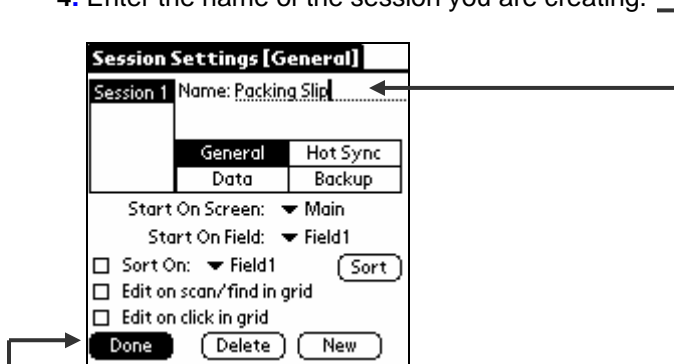 4. Enter the name of the session you are creating.
Session Settings [General]
Session 1 Name: Packing Slip
General Hot Sync
Data Backup
Start On Screen: Main
Start On Field: Field1
Sort On: Field1 Sort
Edit on scan/find in grid
Edit on click in grid
Done Delete New